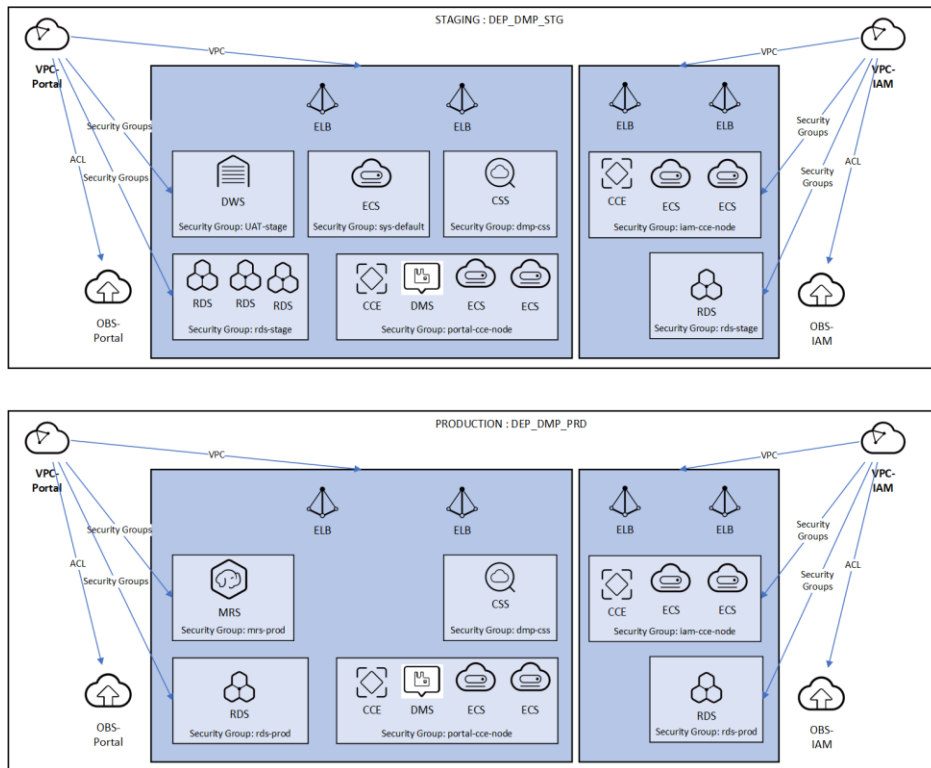 STAGING : DEP_DMP_STG
VPC-
Portal
VPC
VPC
VPC-
IAM
ELB
ELB
ELB
ELB
Security Groups
ACL
Security Groups
Security
Groups
Security
Groups
ACL
DWS
Security Group: UAT-stage
ECS
Security Group: sys-default
CSS
Security Group: dmp-css
CCE
ECS
ECS
Security Group: iam-cce-node
RDS
RDS
RDS
Security Group: rds-stage
CCE
DMS
ECS
ECS
Security Group: portal-cce-node
RDS
Security Group: rds-stage
OBS-
Portal
OBS-
IAM
PRODUCTION : DEP_DMP_PRD
VPC-
Portal
VPC
VPC
VPC-
IAM
ELB
ELB
ELB
ELB
Security Groups
ACL
Security Groups
Security
Groups
Security
Groups
ACL
MRS
Security Group: mrs-prod
CSS
Security Group: dmp-css
CCE
ECS
ECS
Security Group: iam-cce-node
RDS
Security Group: rds-prod
CCE
DMS
ECS
ECS
Security Group: portal-cce-node
RDS
Security Group: rds-prod
OBS-
Portal
OBS-
IAM